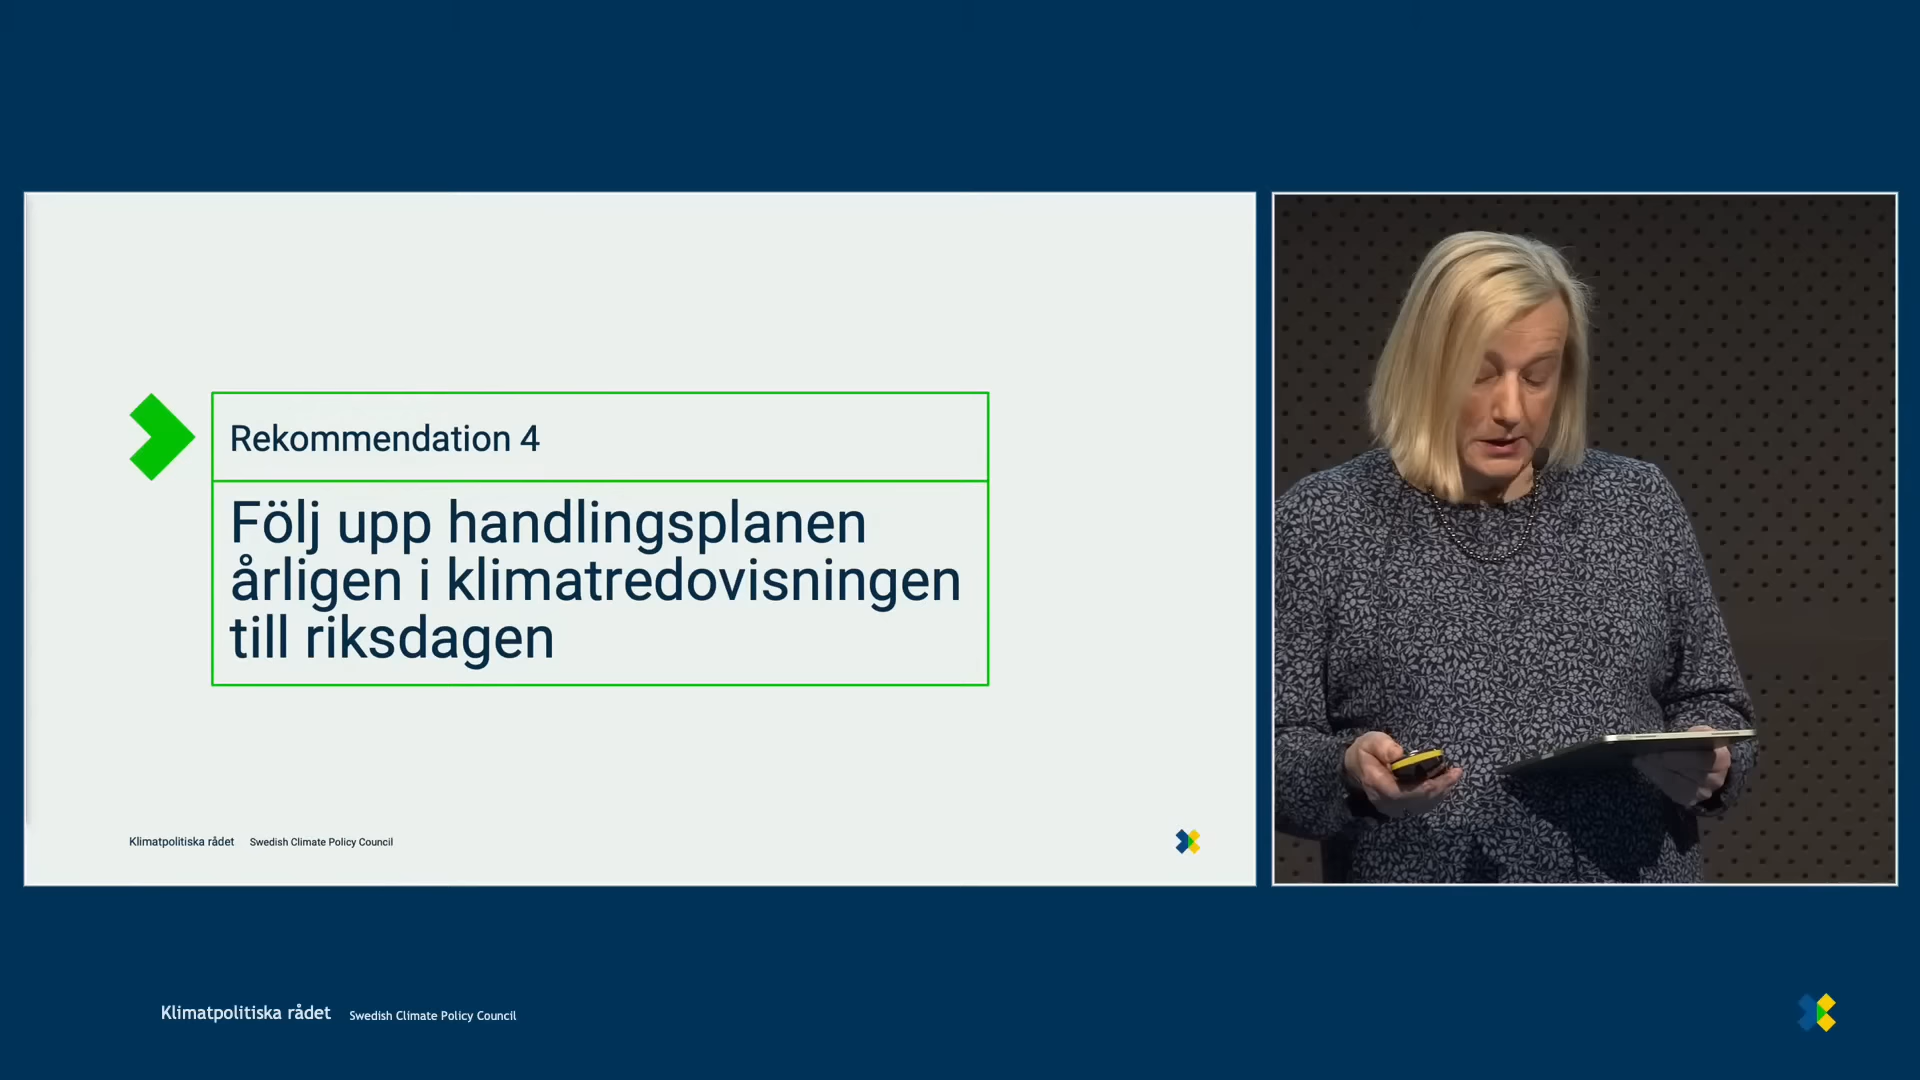 Rekommendation 4
Följ upp handlingsplanen
årligen i klimatredovisningen
till riksdagen
Klimatpolitiska rådet Swedish Climate Policy Council
Klimatpolitiska rådet Swedish Climate Policy Council